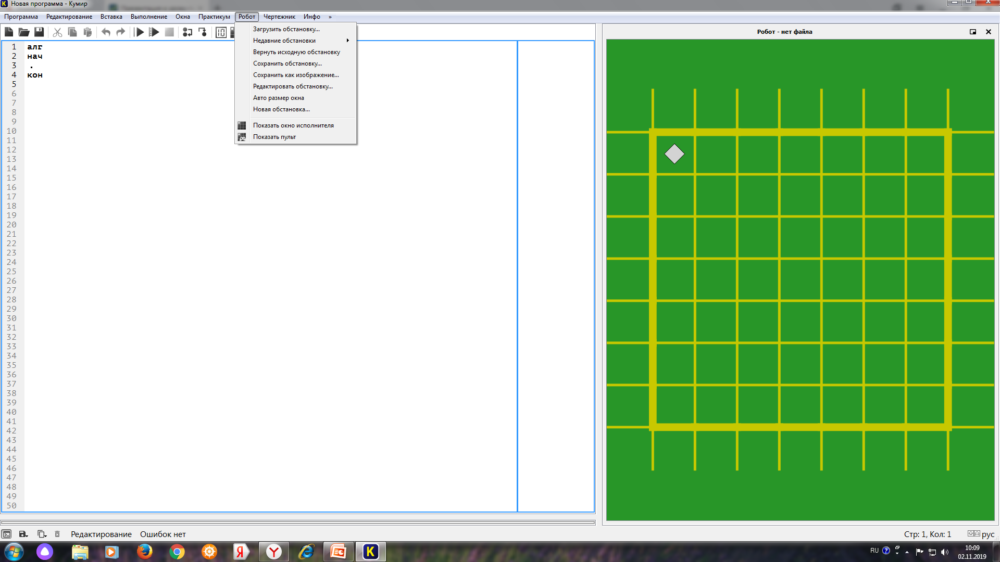 Новая программа - Кумир
Программа Редактирование Вставка Выполнение Окна Практикум Робот Чертежник Инфо »
Загрузить обстановку...
Недавние обстановки
Вернуть исходную обстановку
Сохранить обстановку...
Сохранить как изображение...
Редактировать обстановку...
Авто размер окна
Новая обстановка...
Показать окно исполнителя
Показать пульт
Робот - нет файла
1 алг
2 нач
3 .
4 кон
5
6
7
8
9
10
11
12
13
14
15
16
17
18
19
20
21
22
23
24
25
26
27
28
29
30
31
32
33
34
35
36
37
38
39
40
41
42
43
44
45
46
47
48
49
50
Редактирование Ошибок нет Стр: 1, Кол: 1 рус
RU 10:09
02.11.2019